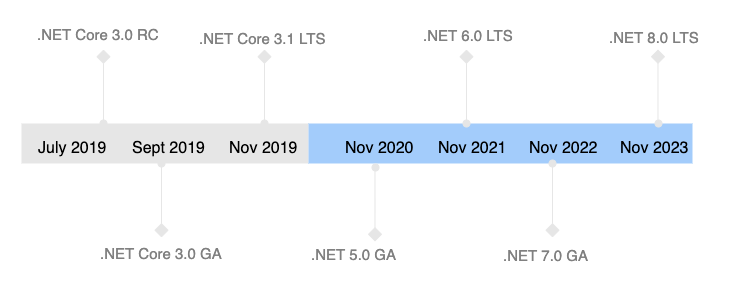 .NET Core 3.0 RC
.NET Core 3.1 LTS
.NET 6.0 LTS
.NET 8.0 LTS
July 2019
Sept 2019
Nov 2019
Nov 2020
Nov 2021
Nov 2022
Nov 2023
.NET Core 3.0 GA
.NET 5.0 GA
.NET 7.0 GA